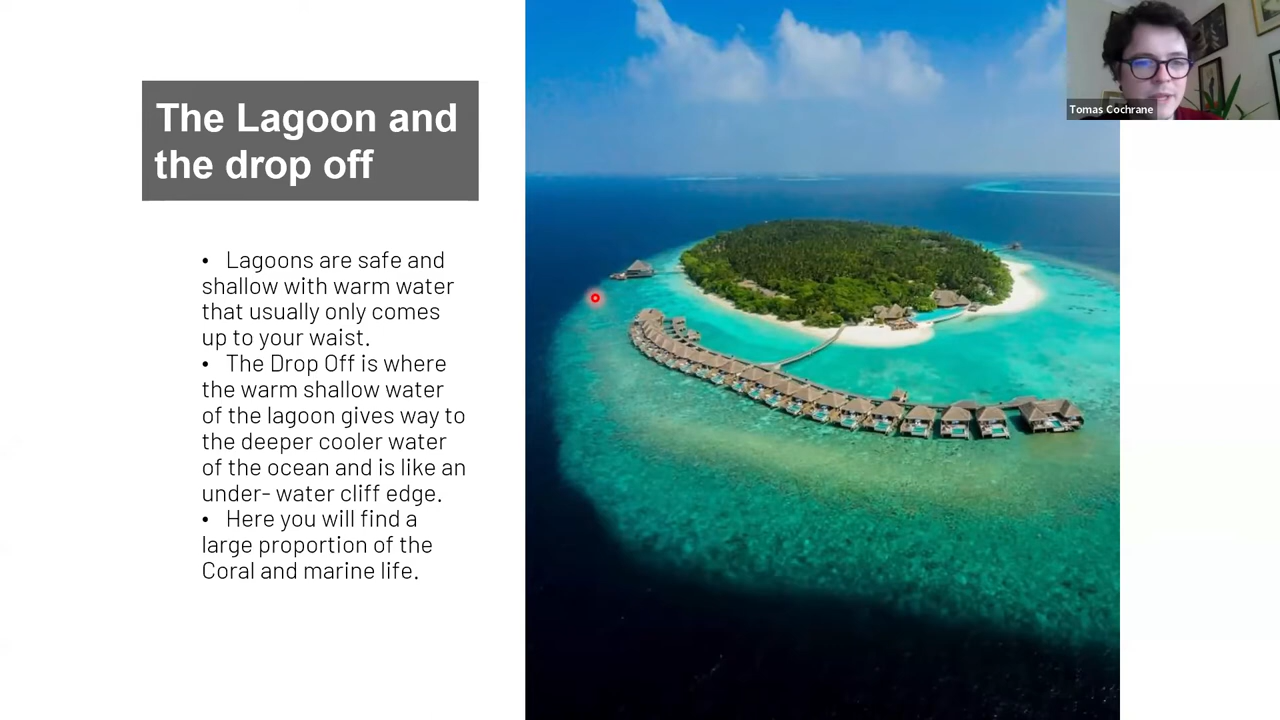 The Lagoon and
the drop off
• Lagoons are safe and
shallow with warm water
that usually only comes
up to your waist.
• The Drop Off is where
the warm shallow water
of the lagoon gives way to
the deeper cooler water
of the ocean and is like an
under- water cliff edge.
• Here you will find a
large proportion of the
Coral and marine life.
Tomas Cochrane